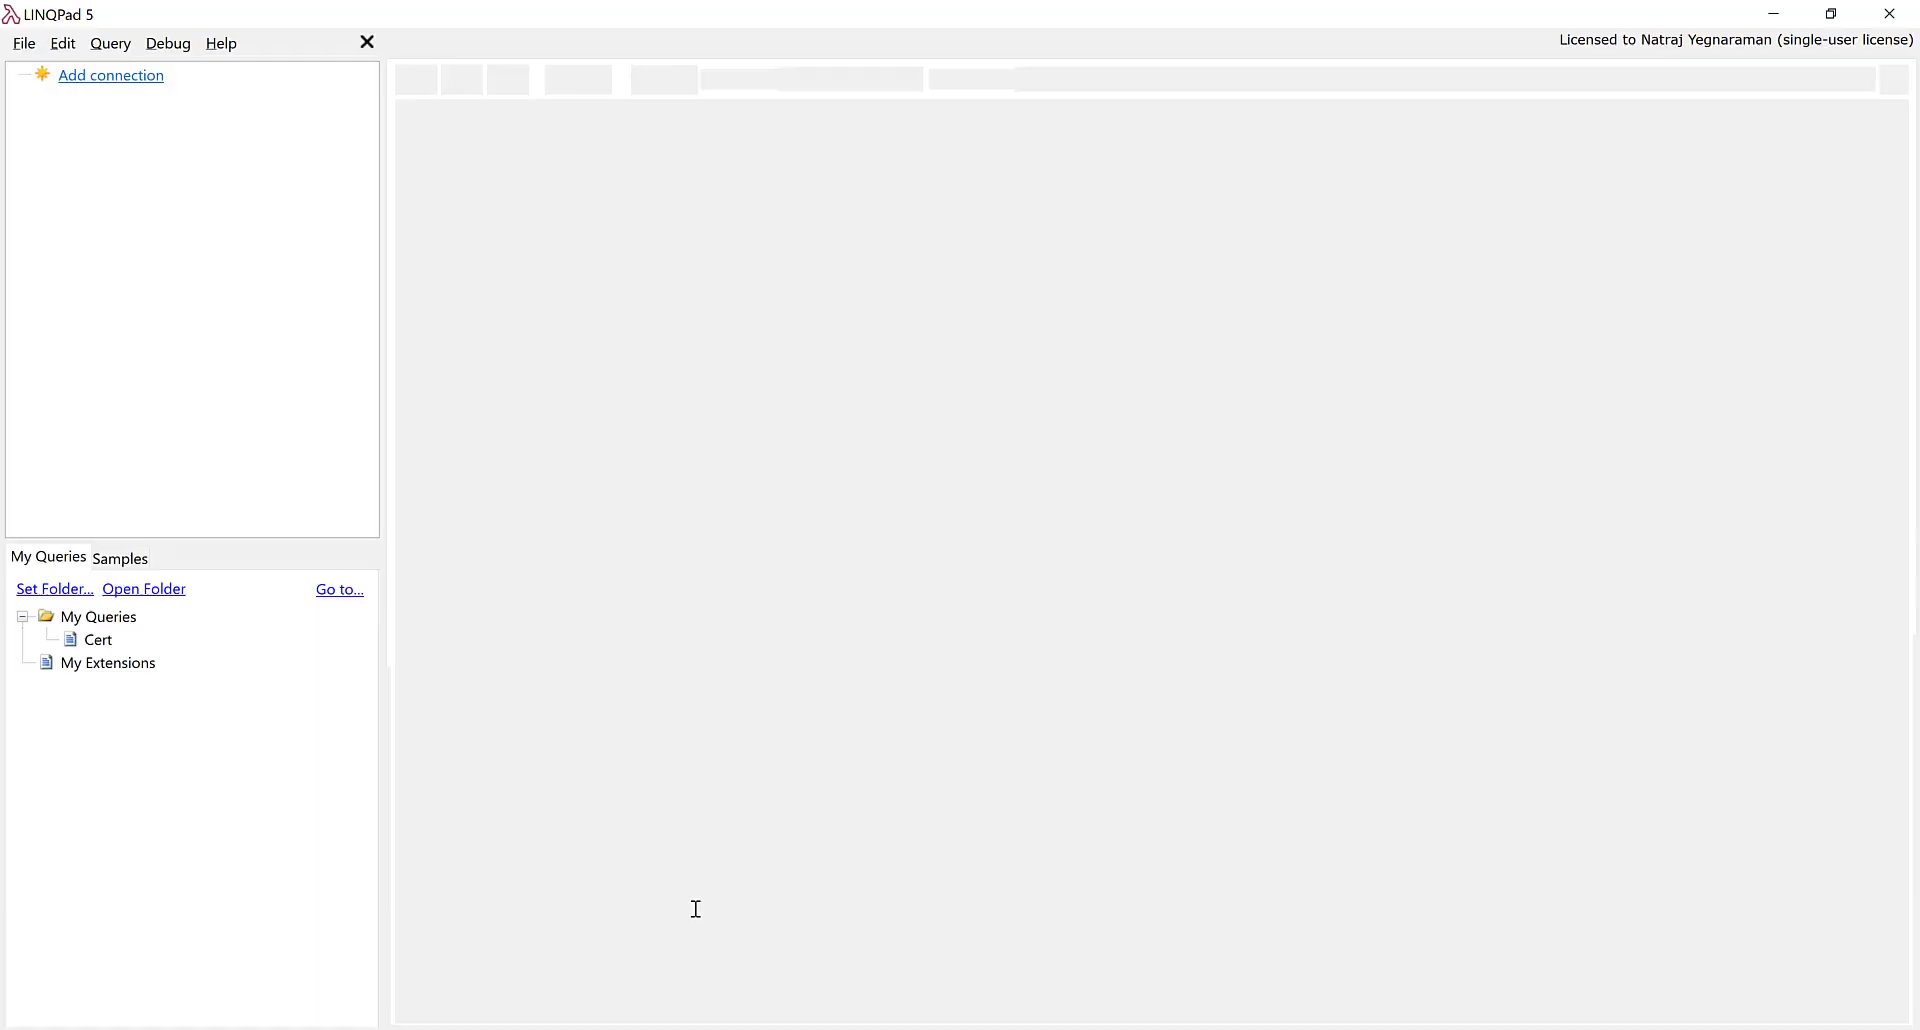 LINQPad 5
File Edit Query Debug Help
Licensed to Natraj Yegnaraman (single-user license)
Add connection
My Queries Samples
Set Folder... Open Folder Go to...
My Queries
Cert
My Extensions